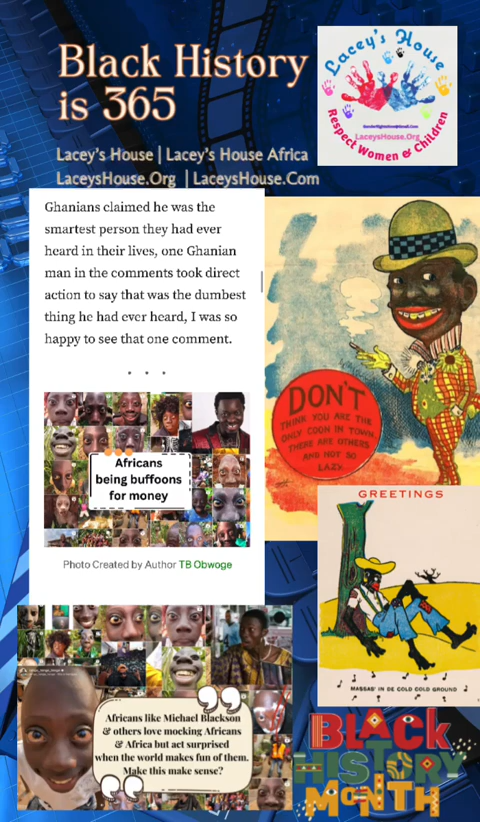 Black History
is 365
Lacey's House
LaceysHouse.Org
Respect Women & Children
Lacey's House | Lacey's House Africa
LaceysHouse.Org | LaceysHouse.Com
Ghanians claimed he was the
smartest person they had ever
heard in their lives, one Ghanian
man in the comments took direct
action to say that was the dumbest
thing he had ever heard, I was so
happy to see that one comment.
• • •
Africans
being buffoons
for money
Photo Created by Author TB Obwoge
DON'T
THINK YOU ARE THE
ONLY COON IN TOWN.
THERE ARE OTHERS
AND NOT SO
LAZY.
GREETINGS
MASSAS' IN DE COLD COLD GROUND
Africans like Michael Blackson
& others love mocking Africans
& Africa but act surprised
when the world makes fun of them.
Make this make sense?
BLACK
HISTORY
MONTH